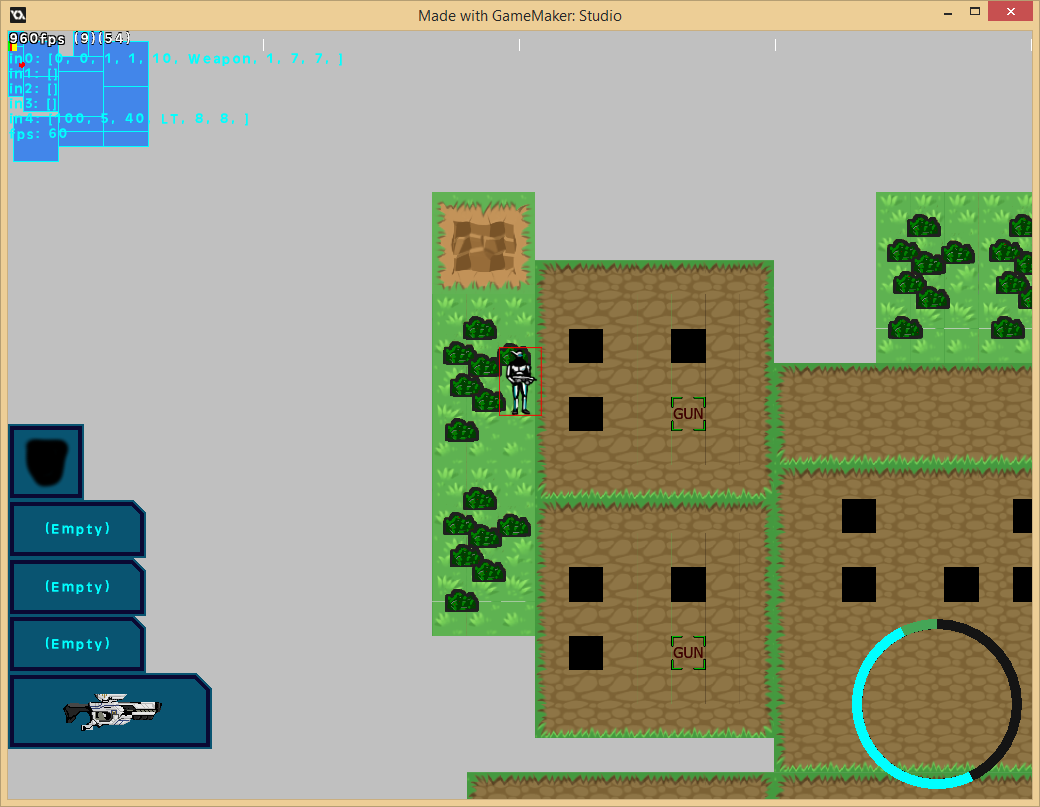 Made with GameMaker: Studio
960fps (9)(54)
in0: [0, 0, 1, 1, 10, Weapon, 1, 7, 7, ]
in1: []
in2: []
in3: []
in4: [100, 5, 40, LT, 8, 8, ]
fps: 60
GUN
(Empty)
(Empty)
(Empty)
GUN